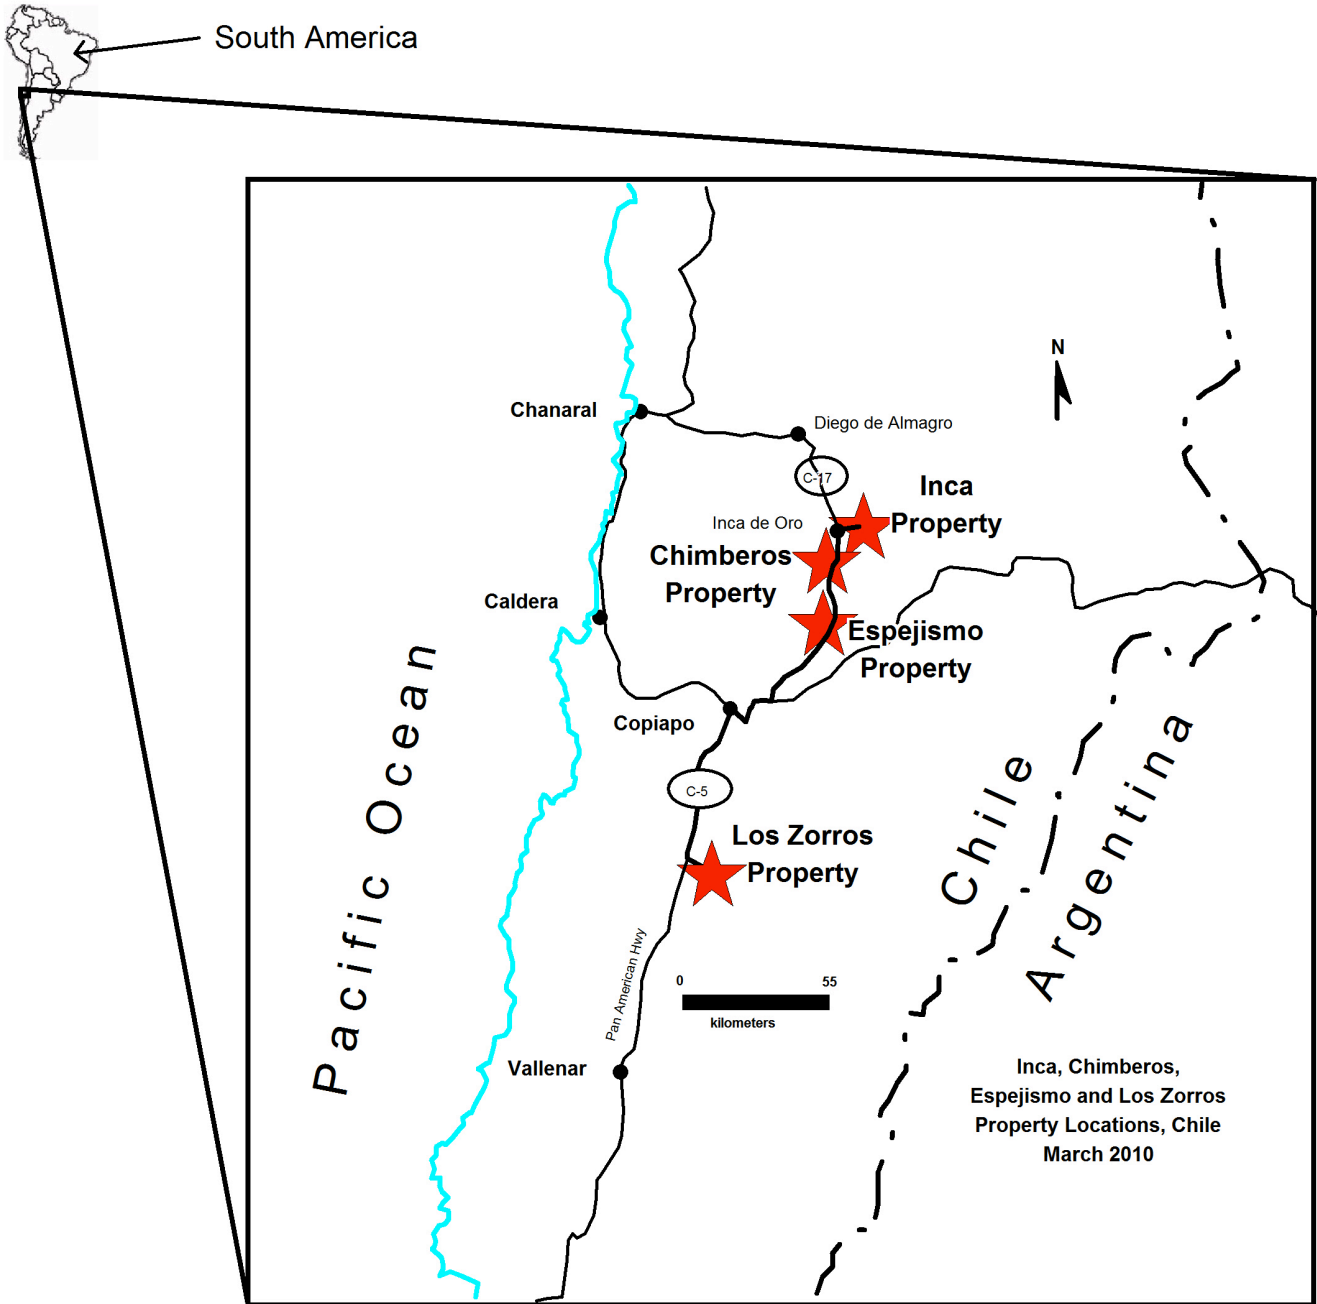 South America
N
Chanaral
Diego de Almagro
C-17
Inca
Property
Inca de Oro
Chimberos
Property
Caldera
Espejismo
Property
Pacific Ocean
Copiapo
C-5
Chile
Argentina
Los Zorros
Property
Pan American Hwy
0 55
kilometers
Vallenar
Inca, Chimberos,
Espejismo and Los Zorros
Property Locations, Chile
March 2010